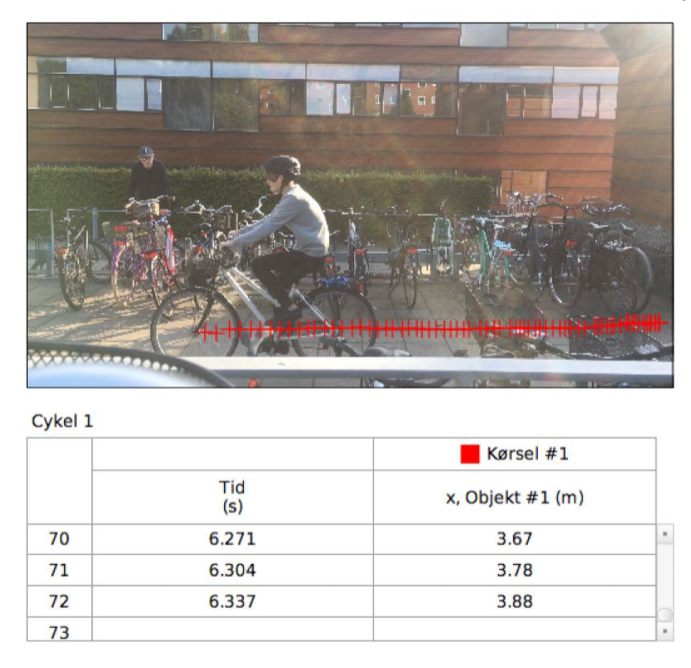 Cykel 1
Kørsel #1
Tid
(s)
x, Objekt #1 (m)
70 6.271 3.67
71 6.304 3.78
72 6.337 3.88
73